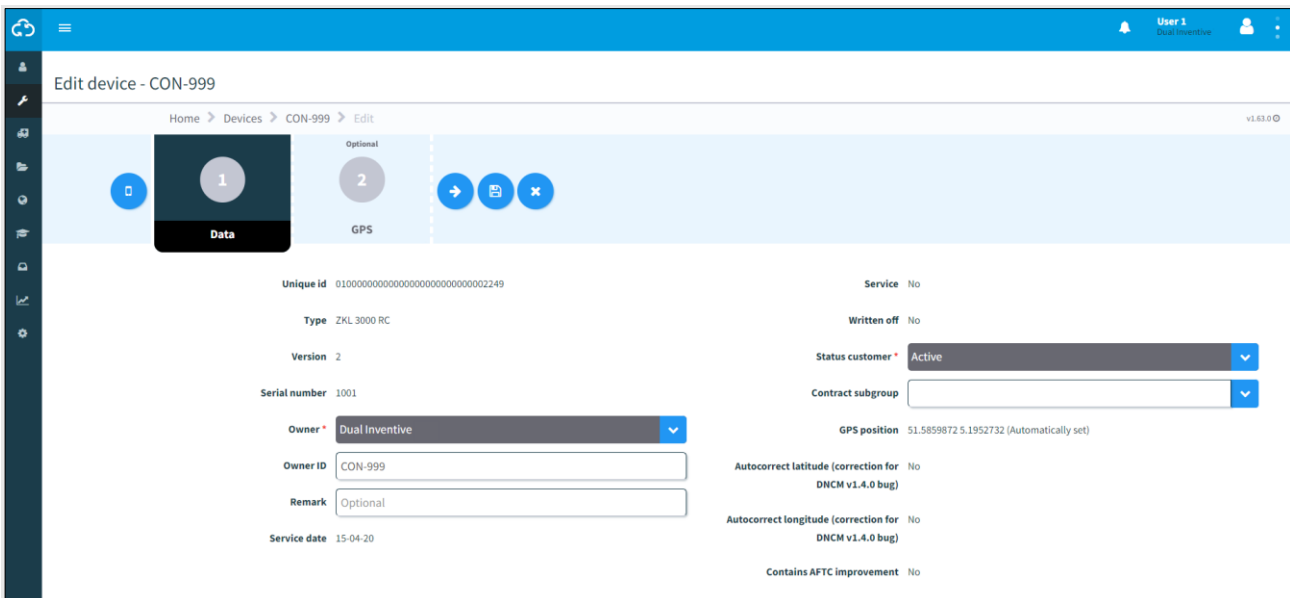 User 1
Dual Inventive
Edit device - CON-999
Home > Devices > CON-999 > Edit
v1.63.0
1
Data
Optional
2
GPS
Unique id 01000000000000000000000000002249
Type ZKL 3000 RC
Version 2
Serial number 1001
Owner * Dual Inventive
Owner ID CON-999
Remark Optional
Service date 15-04-20
Service No
Written off No
Status customer * Active
Contract subgroup
GPS position 51.5859872 5.1952732 (Automatically set)
Autocorrect latitude (correction for No
DNCM v1.4.0 bug)
Autocorrect longitude (correction for No
DNCM v1.4.0 bug)
Contains AFTC improvement No